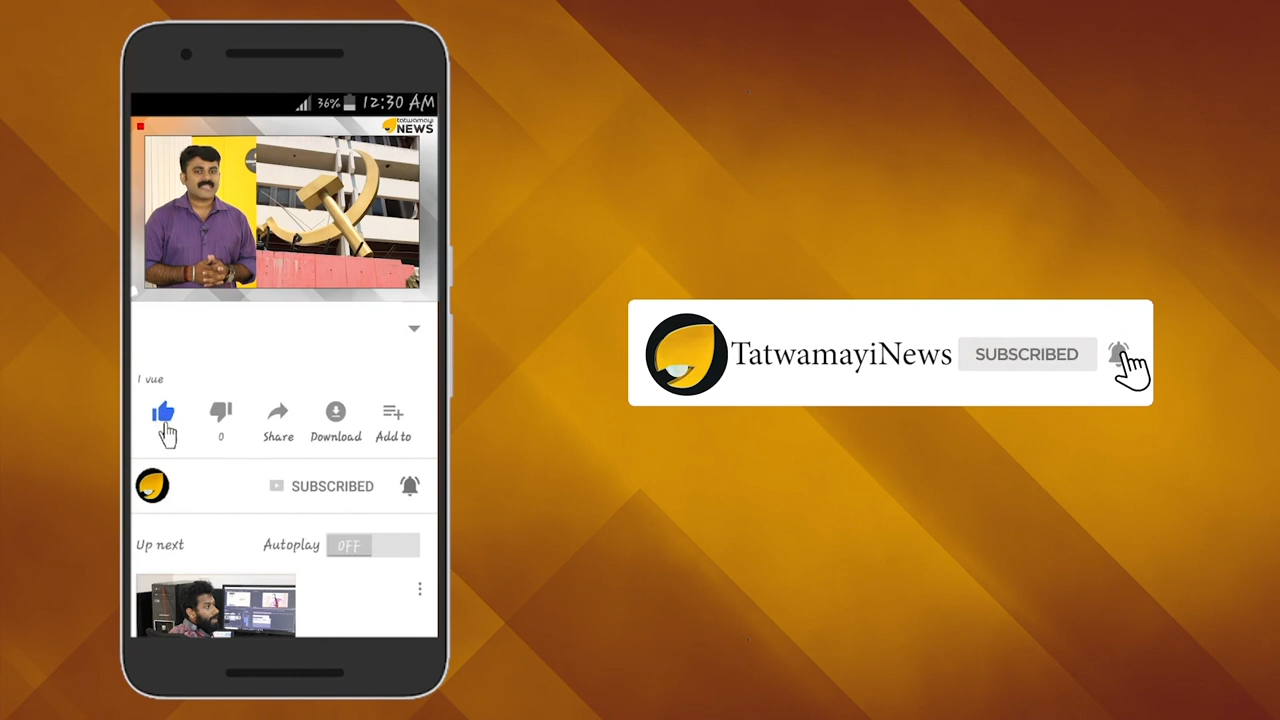 36% 12:30 AM
tatwamayi
NEWS
1 vue
0 Share Download Add to
SUBSCRIBED
Up next Autoplay OFF
TatwamayiNews SUBSCRIBED